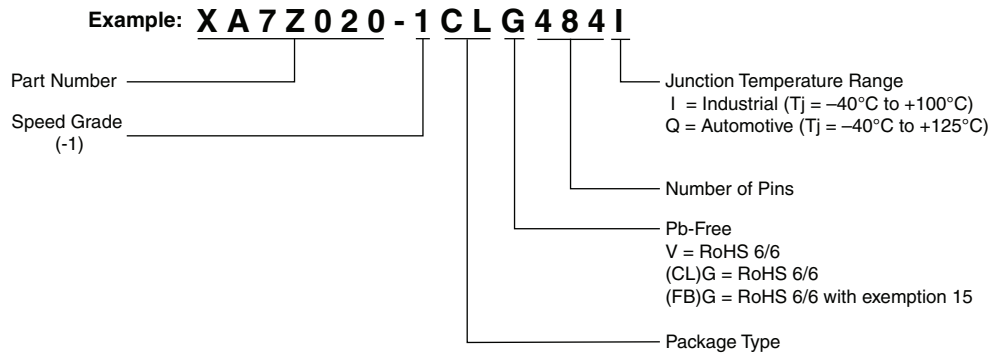 Example: XA7Z020-1CLG484I
Part Number
Speed Grade
(-1)
Junction Temperature Range
I = Industrial (Tj = –40°C to +100°C)
Q = Automotive (Tj = –40°C to +125°C)
Number of Pins
Pb-Free
V = RoHS 6/6
(CL)G = RoHS 6/6
(FB)G = RoHS 6/6 with exemption 15
Package Type